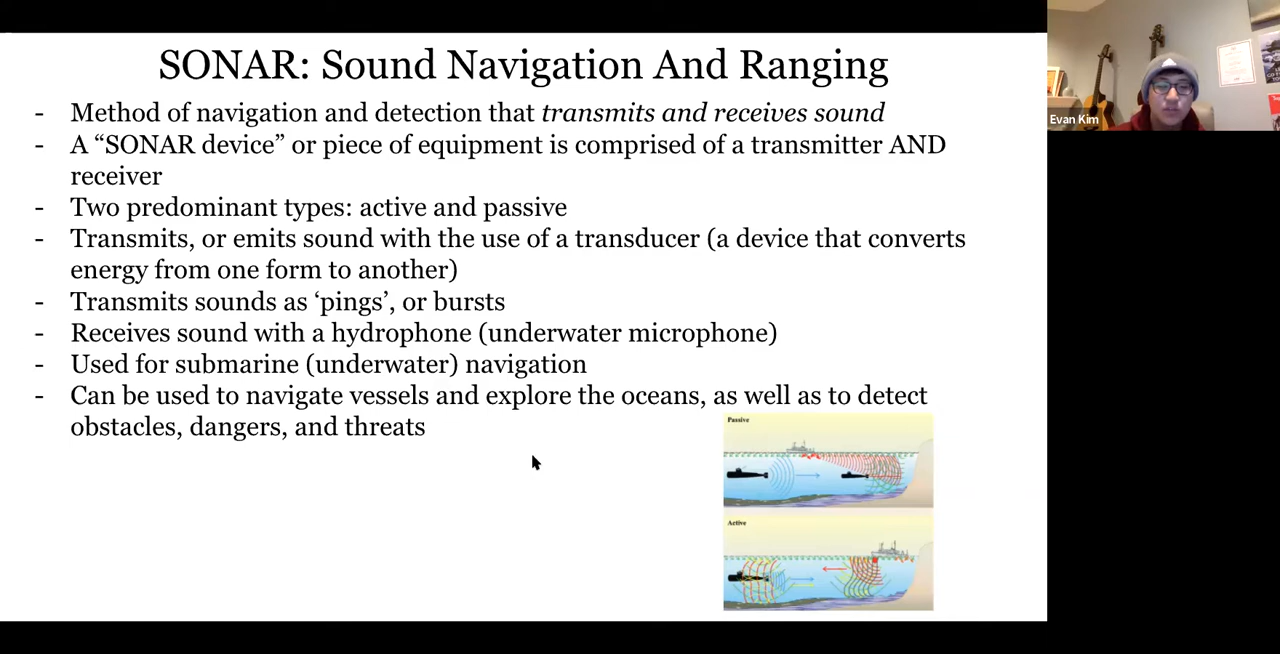 SONAR: Sound Navigation And Ranging
- Method of navigation and detection that transmits and receives sound
- A “SONAR device” or piece of equipment is comprised of a transmitter AND
receiver
- Two predominant types: active and passive
- Transmits, or emits sound with the use of a transducer (a device that converts
energy from one form to another)
- Transmits sounds as ‘pings’, or bursts
- Receives sound with a hydrophone (underwater microphone)
- Used for submarine (underwater) navigation
- Can be used to navigate vessels and explore the oceans, as well as to detect
obstacles, dangers, and threats
Passive
Active
Evan Kim